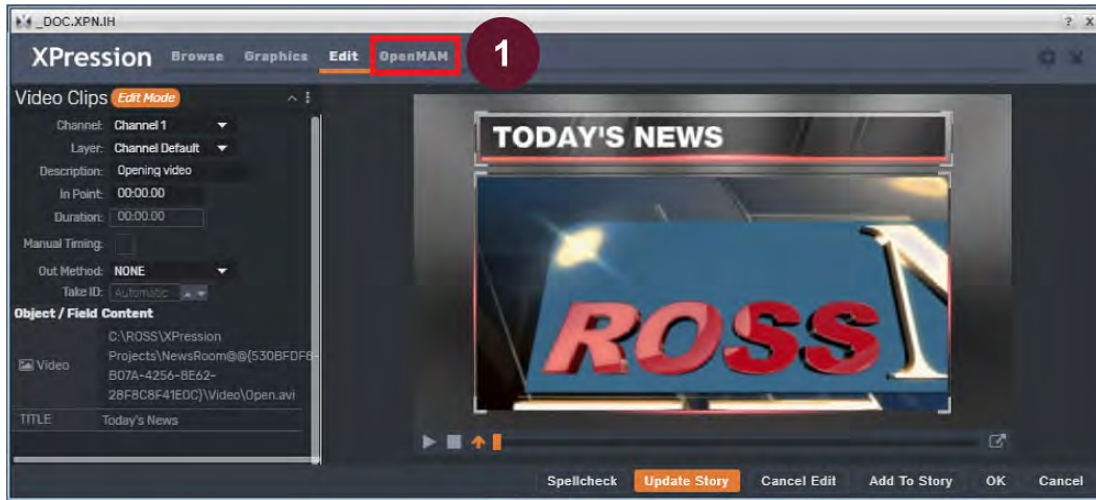 _DOC.XPN.IH
? X
XPression Browse Graphics Edit OpenMAM 1
Video Clips Edit Mode
Channel: Channel 1
Layer: Channel Default
Description: Opening video
In Point: 00:00.00
Duration: 00:00.00
Manual Timing:
Out Method: NONE
Take ID: Automatic
Object / Field Content
Video
C:\ROSS\XPression
Projects\NewsRoom@@{530BFDF8-
B07A-4256-8E62-
28F8C8F41E0C}\Video\Open.avi
TITLE Today's News
TODAY'S NEWS
ROSS
N
Spellcheck Update Story Cancel Edit Add To Story OK Cancel